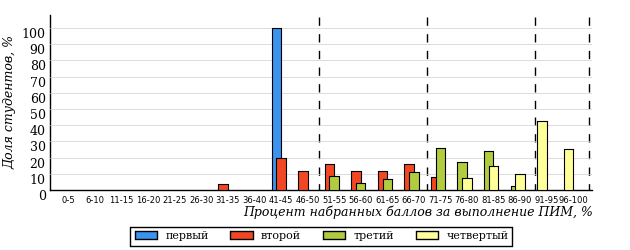 Доля студентов, %
100
90
80
70
60
50
40
30
20
10
0
0-5 6-10 11-15 16-20 21-25 26-30 31-35 36-40 41-45 46-50 51-55 56-60 61-65 66-70 71-75 76-80 81-85 86-90 91-95 96-100
Процент набранных баллов за выполнение ПИМ, %
первый второй третий четвертый